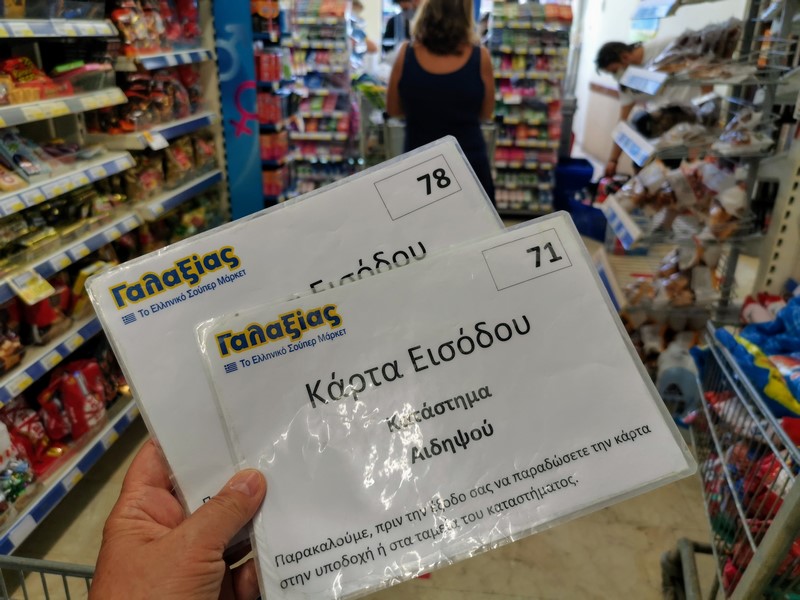 78
Γαλαξίας
Το Ελληνικό Σούπερ Μάρκετ
Εισόδου
71
Γαλαξίας
Το Ελληνικό Σούπερ Μάρκετ
Κάρτα Εισόδου
Κατάστημα
Αιδηψού
Παρακαλούμε, πριν την έξοδο σας να παραδώσετε την κάρτα
στην υποδοχή ή στα ταμεία του καταστήματος.